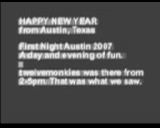 HAPPY NEW YEAR
from Austin, Texas
First Night Austin 2007
A day and evening of fun.
twelvemonkies was there from
2-5pm. That was what we saw.